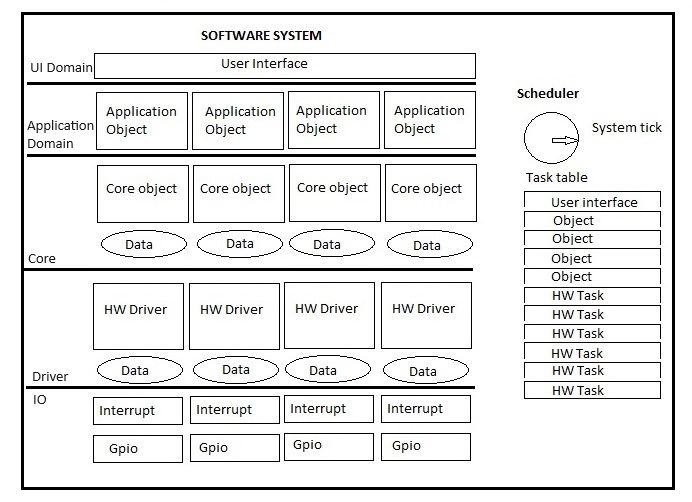 SOFTWARE SYSTEM
UI Domain
User Interface
Application
Domain
Application
Object
Application
Object
Application
Object
Application
Object
Core object
Core object
Core object
Core object
Data
Data
Data
Data
Core
HW Driver
HW Driver
HW Driver
HW Driver
Data
Data
Data
Data
Driver
IO
Interrupt
Interrupt
Interrupt
Interrupt
Gpio
Gpio
Gpio
Gpio
Scheduler
System tick
Task table
User interface
Object
Object
Object
Object
HW Task
HW Task
HW Task
HW Task
HW Task
HW Task